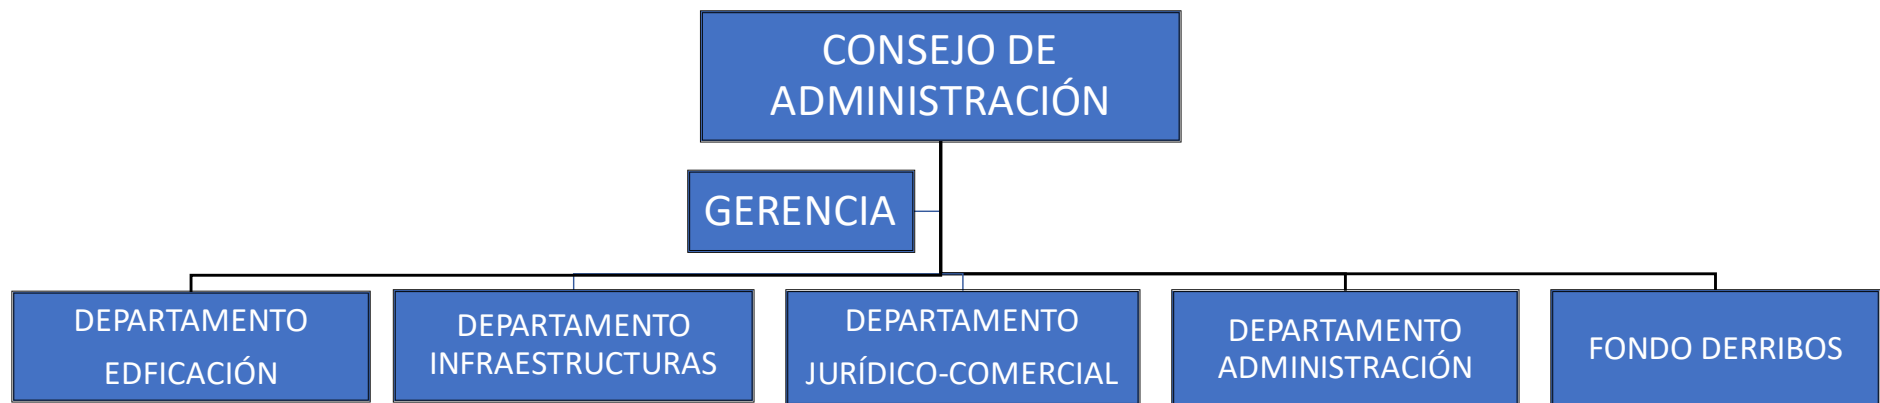 CONSEJO DE
ADMINISTRACIÓN
GERENCIA
DEPARTAMENTO
EDFICACIÓN
DEPARTAMENTO
INFRAESTRUCTURAS
DEPARTAMENTO
JURÍDICO-COMERCIAL
DEPARTAMENTO
ADMINISTRACIÓN
FONDO DERRIBOS